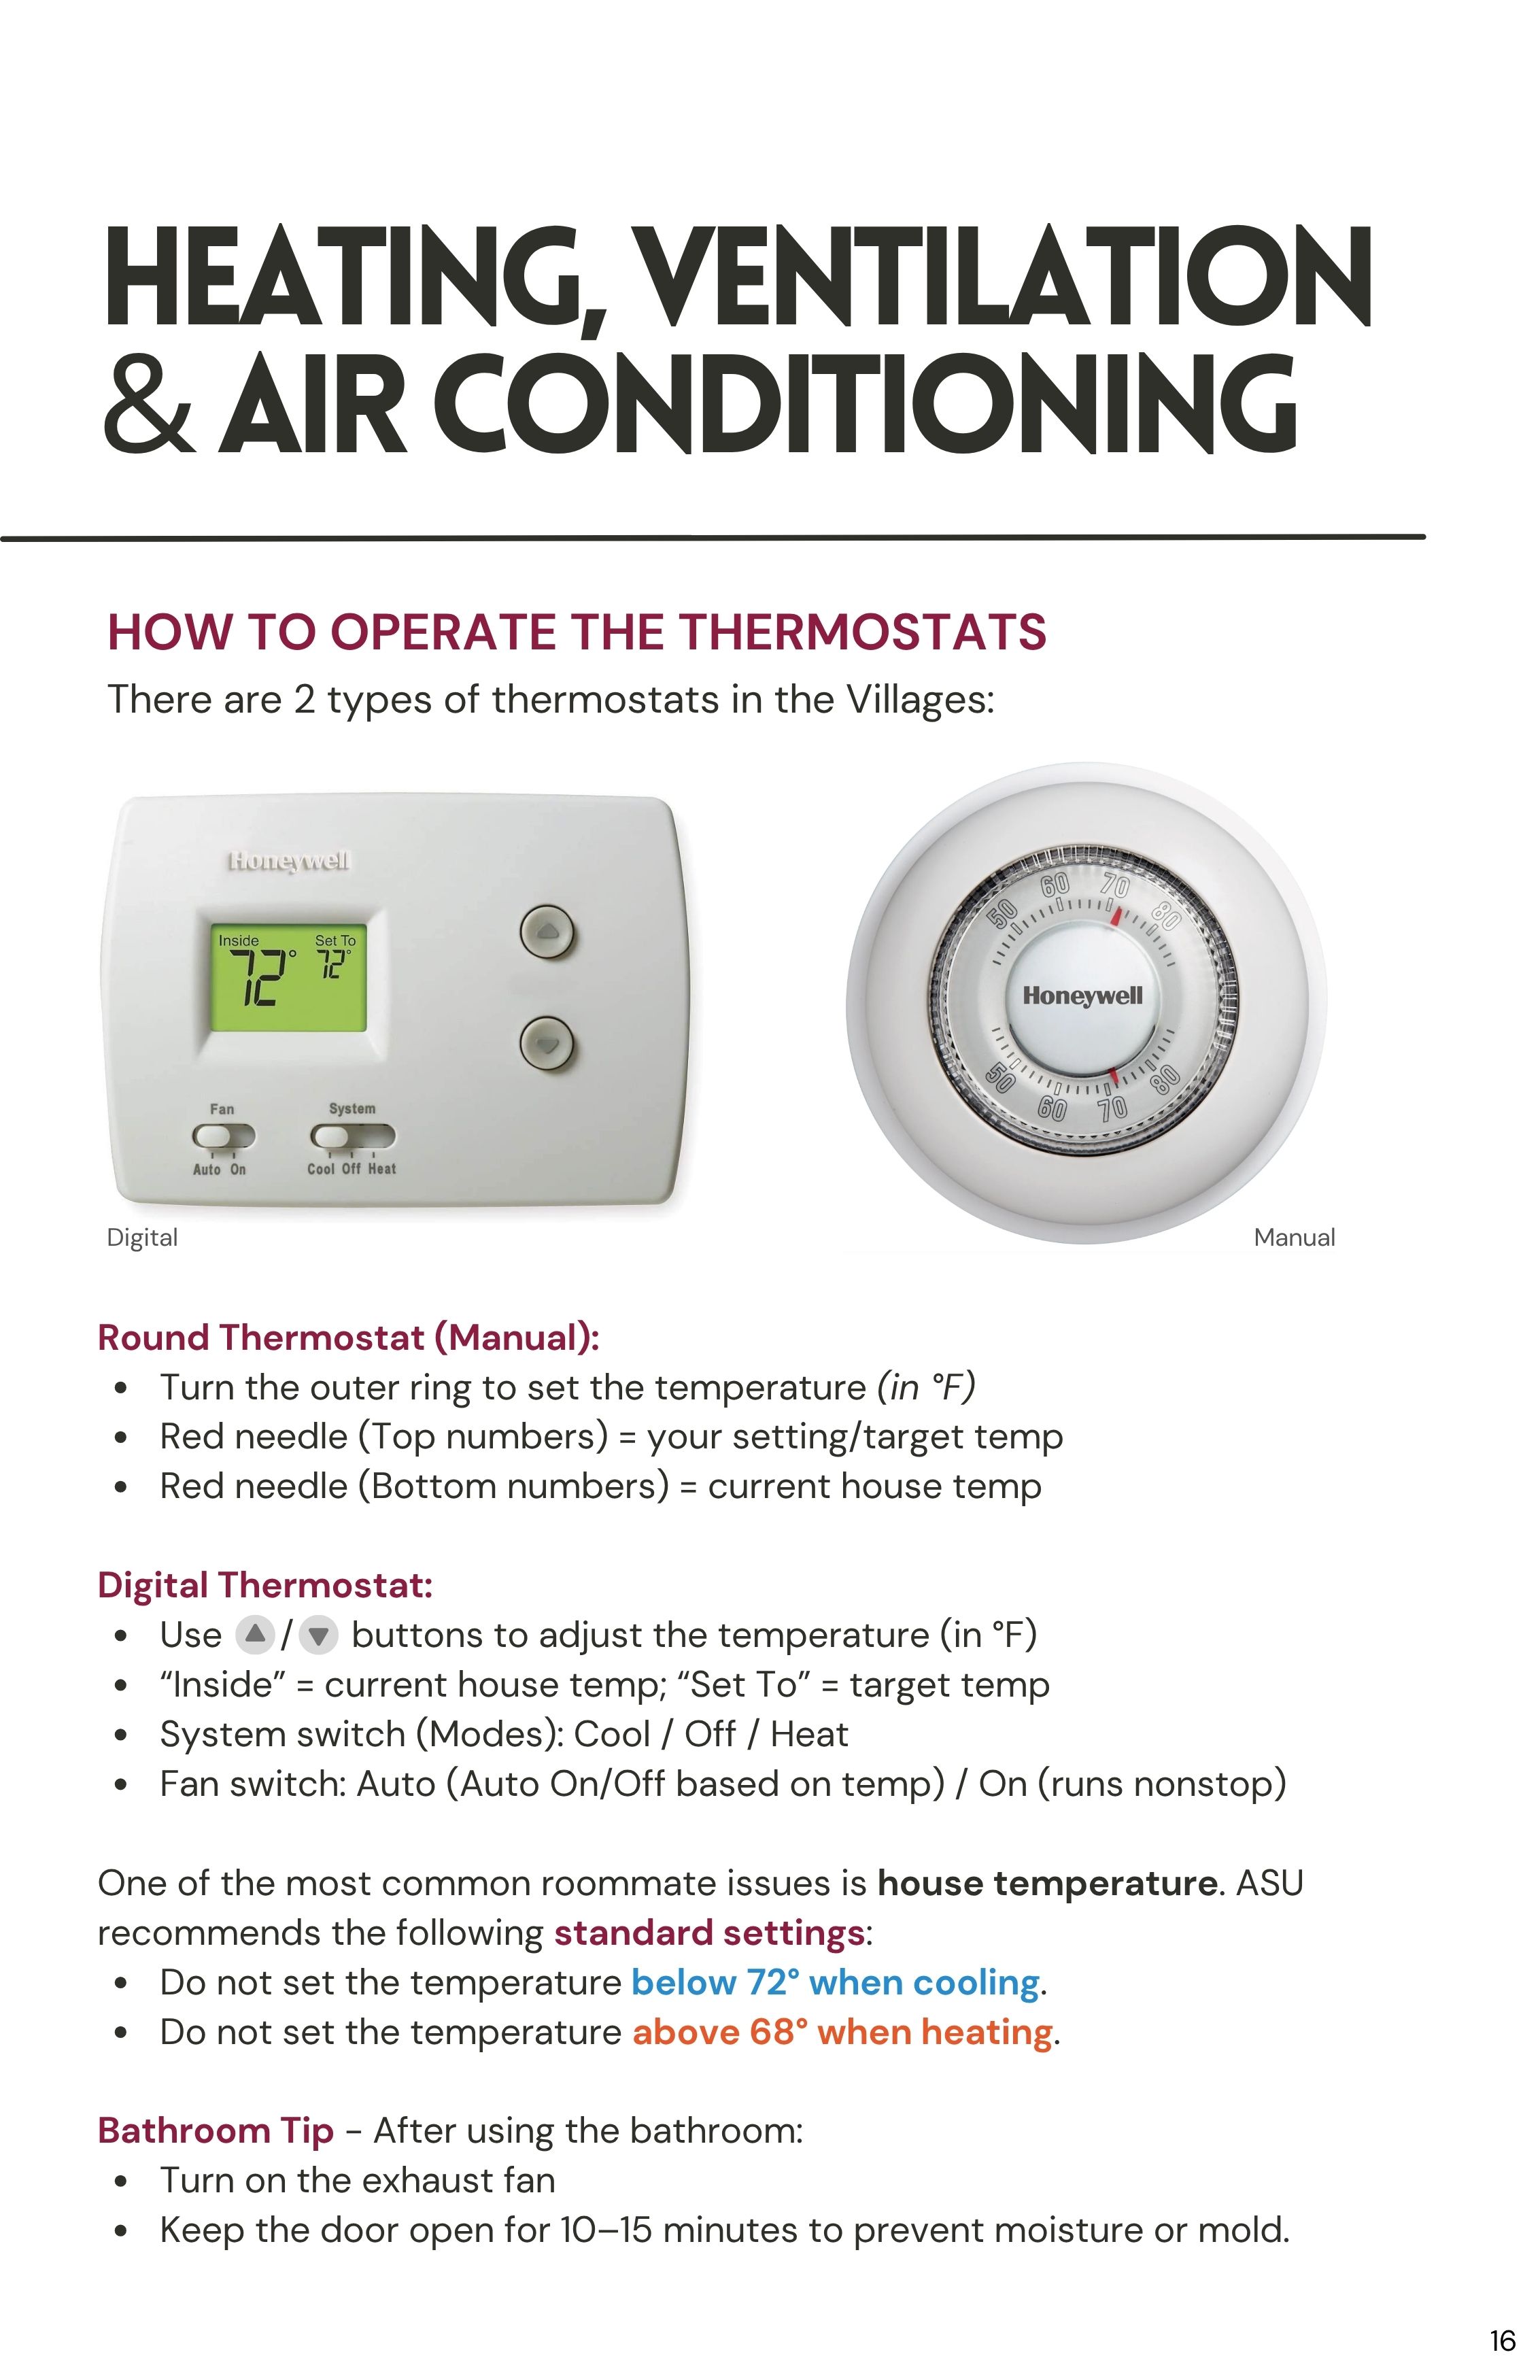 HEATING, VENTILATION
& AIR CONDITIONING
HOW TO OPERATE THE THERMOSTATS
There are 2 types of thermostats in the Villages:
Honeywell
Inside Set To
72° 72°
Fan System
Auto On Cool Off Heat
Digital
50 60 70 80
Honeywell
50 60 70 80
Manual
Round Thermostat (Manual):
• Turn the outer ring to set the temperature (in °F)
• Red needle (Top numbers) = your setting/target temp
• Red needle (Bottom numbers) = current house temp
Digital Thermostat:
• Use ▲/▼ buttons to adjust the temperature (in °F)
• “Inside” = current house temp; “Set To” = target temp
• System switch (Modes): Cool / Off / Heat
• Fan switch: Auto (Auto On/Off based on temp) / On (runs nonstop)
One of the most common roommate issues is house temperature. ASU
recommends the following standard settings:
• Do not set the temperature below 72° when cooling.
• Do not set the temperature above 68° when heating.
Bathroom Tip - After using the bathroom:
• Turn on the exhaust fan
• Keep the door open for 10–15 minutes to prevent moisture or mold.
16